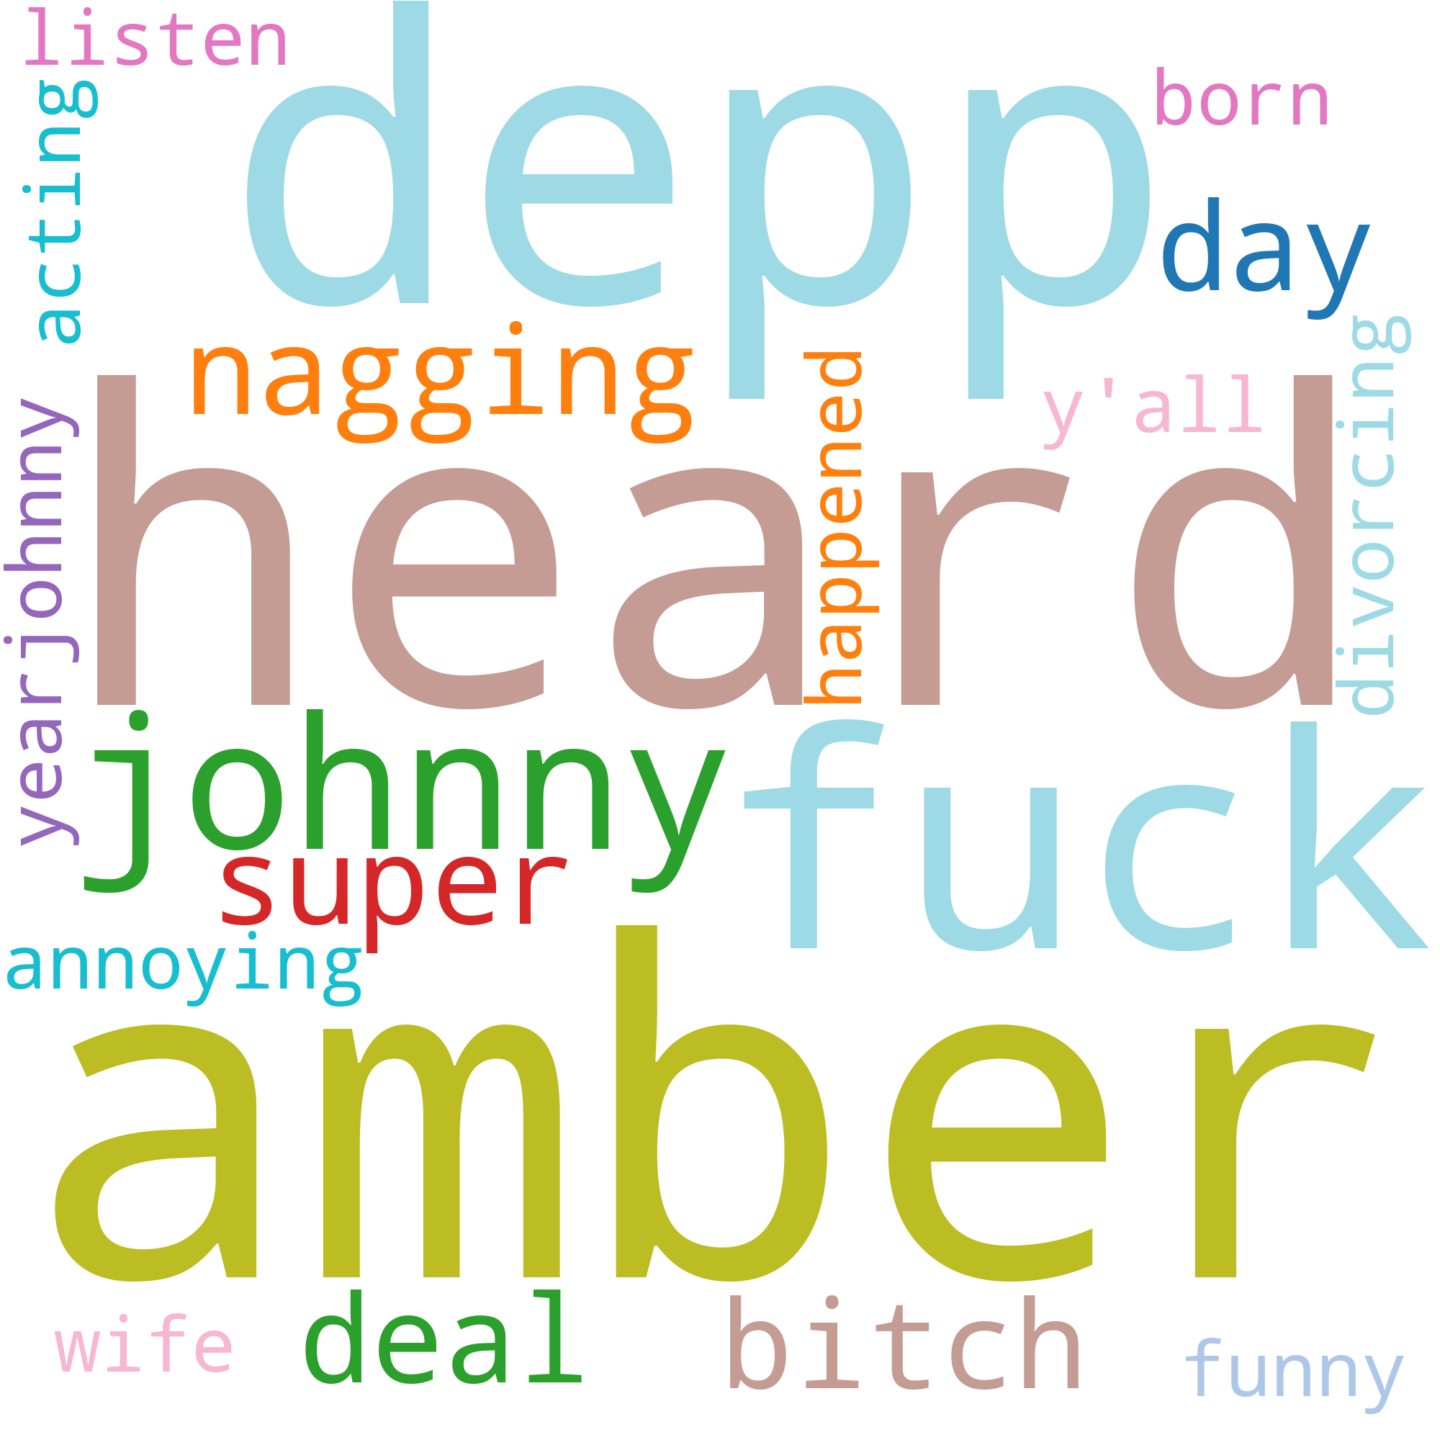 listen
depp
born
acting
day
nagging
happened
y'all
divorcing
heard
yearjohnny
johnny
fuck
super
annoying
amber
wife
deal
bitch
funny